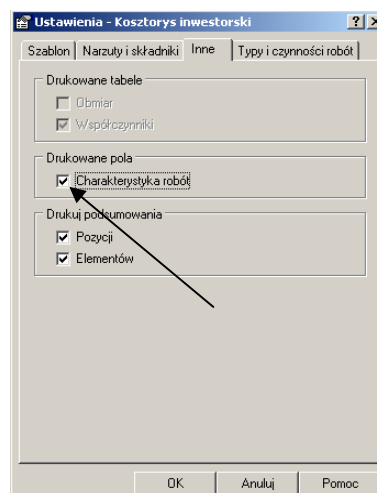 Ustawienia - Kosztorys inwestorski
Szablon Narzuty i składniki Inne Typy i czynności robót
Drukowane tabele
Obmiar
Współczynniki
Drukowane pola
Charakterystyka robót
Drukuj podsumowania
Pozycji
Elementów
OK Anuluj Pomoc